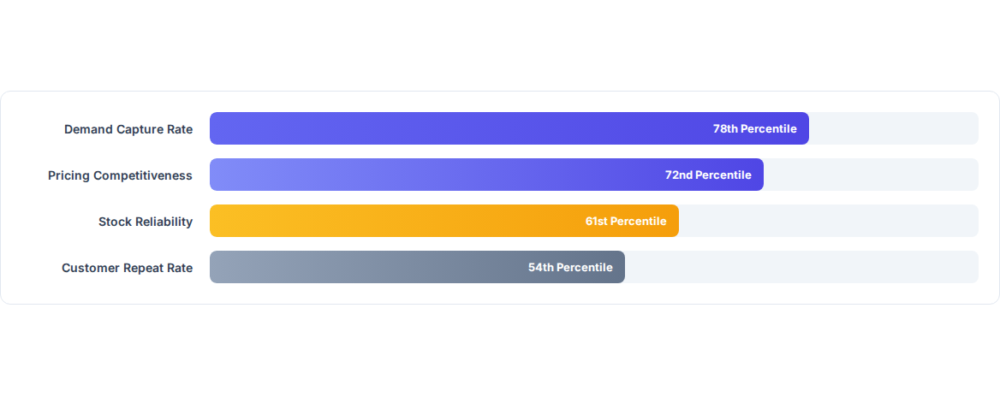 Demand Capture Rate 78th Percentile
Pricing Competitiveness 72nd Percentile
Stock Reliability 61st Percentile
Customer Repeat Rate 54th Percentile